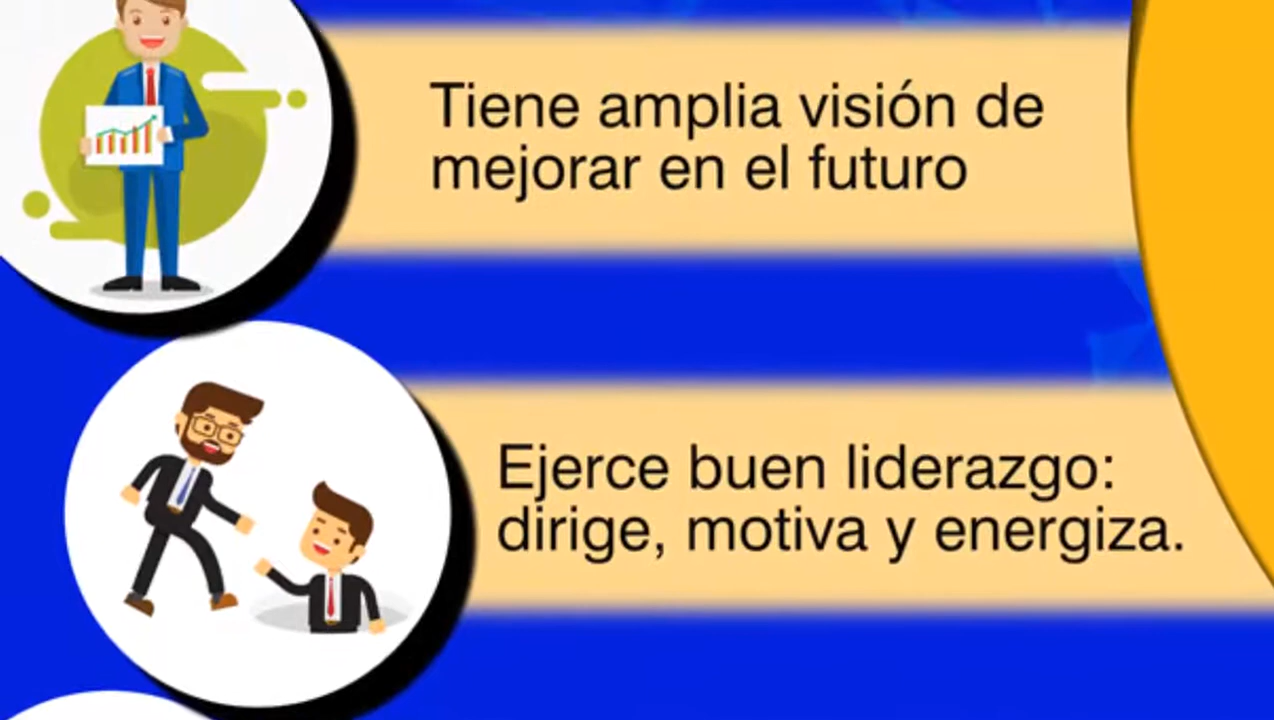 Tiene amplia visión de
mejorar en el futuro
Ejerce buen liderazgo:
dirige, motiva y energiza.